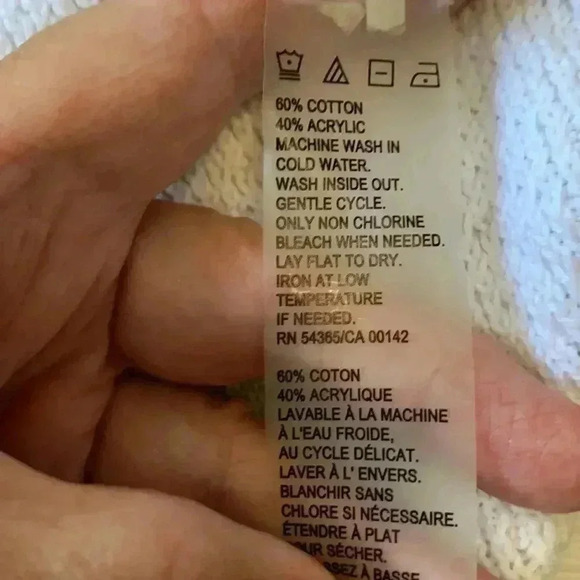 60% COTTON
40% ACRYLIC
MACHINE WASH IN
COLD WATER.
WASH INSIDE OUT.
GENTLE CYCLE.
ONLY NON CHLORINE
BLEACH WHEN NEEDED.
LAY FLAT TO DRY.
IRON AT LOW
TEMPERATURE
IF NEEDED.
RN 54365/CA 00142
60% COTON
40% ACRYLIQUE
LAVABLE À LA MACHINE
À L'EAU FROIDE,
AU CYCLE DÉLICAT.
LAVER À L' ENVERS.
BLANCHIR SANS
CHLORE SI NÉCESSAIRE.
ÉTENDRE À PLAT
SÉCHER.
À BASSE